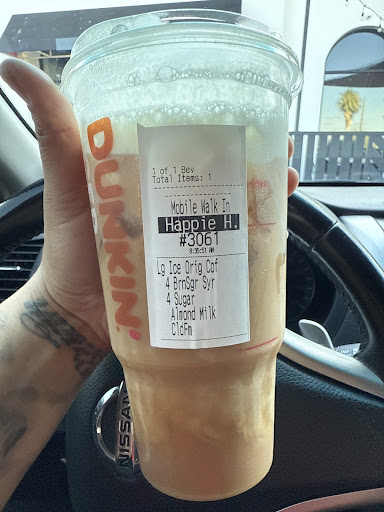 DUNKIN'
1 of 1 Bev
Total Items: 1
Mobile Walk In
Happie H.
#3061
Lg Ice Orig Cof
4 BrnSgr Syr
4 Sugar
Almond Milk
CldFm
NISSAN